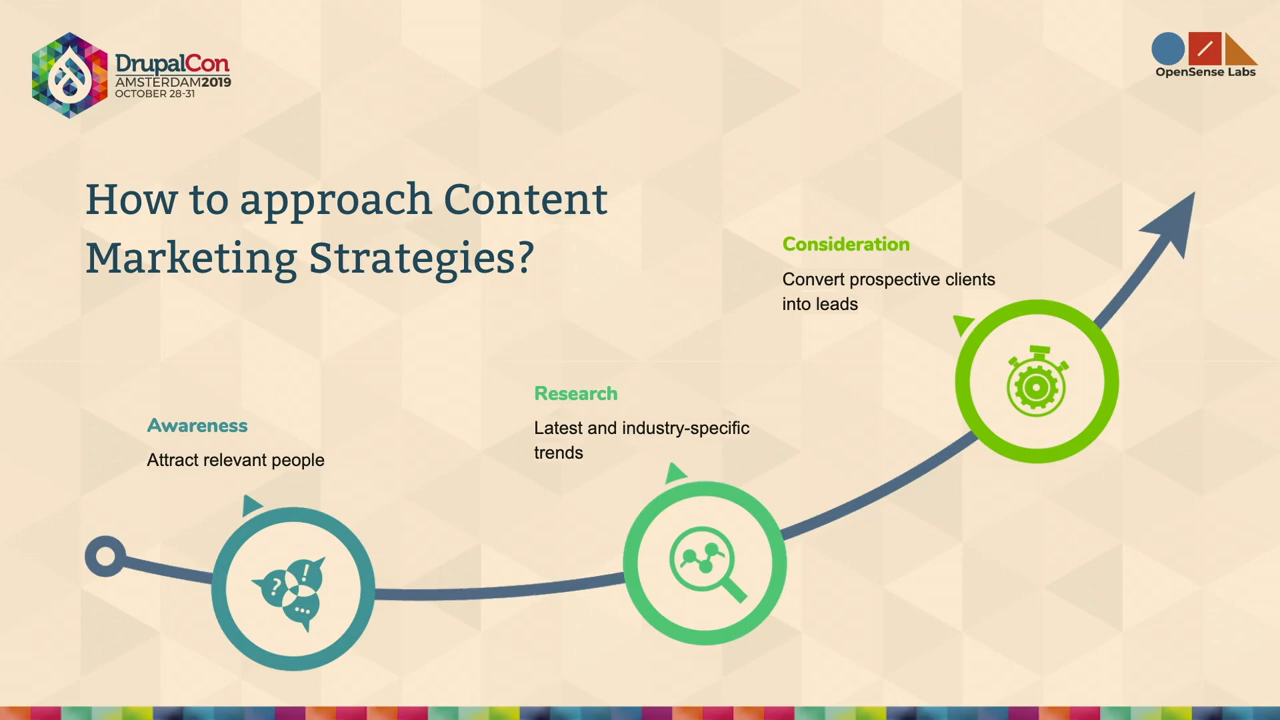 DrupalCon
AMSTERDAM2019
OCTOBER 28-31
OpenSense Labs
How to approach Content
Marketing Strategies?
Consideration
Convert prospective clients
into leads
Research
Latest and industry-specific
trends
Awareness
Attract relevant people
? !
...